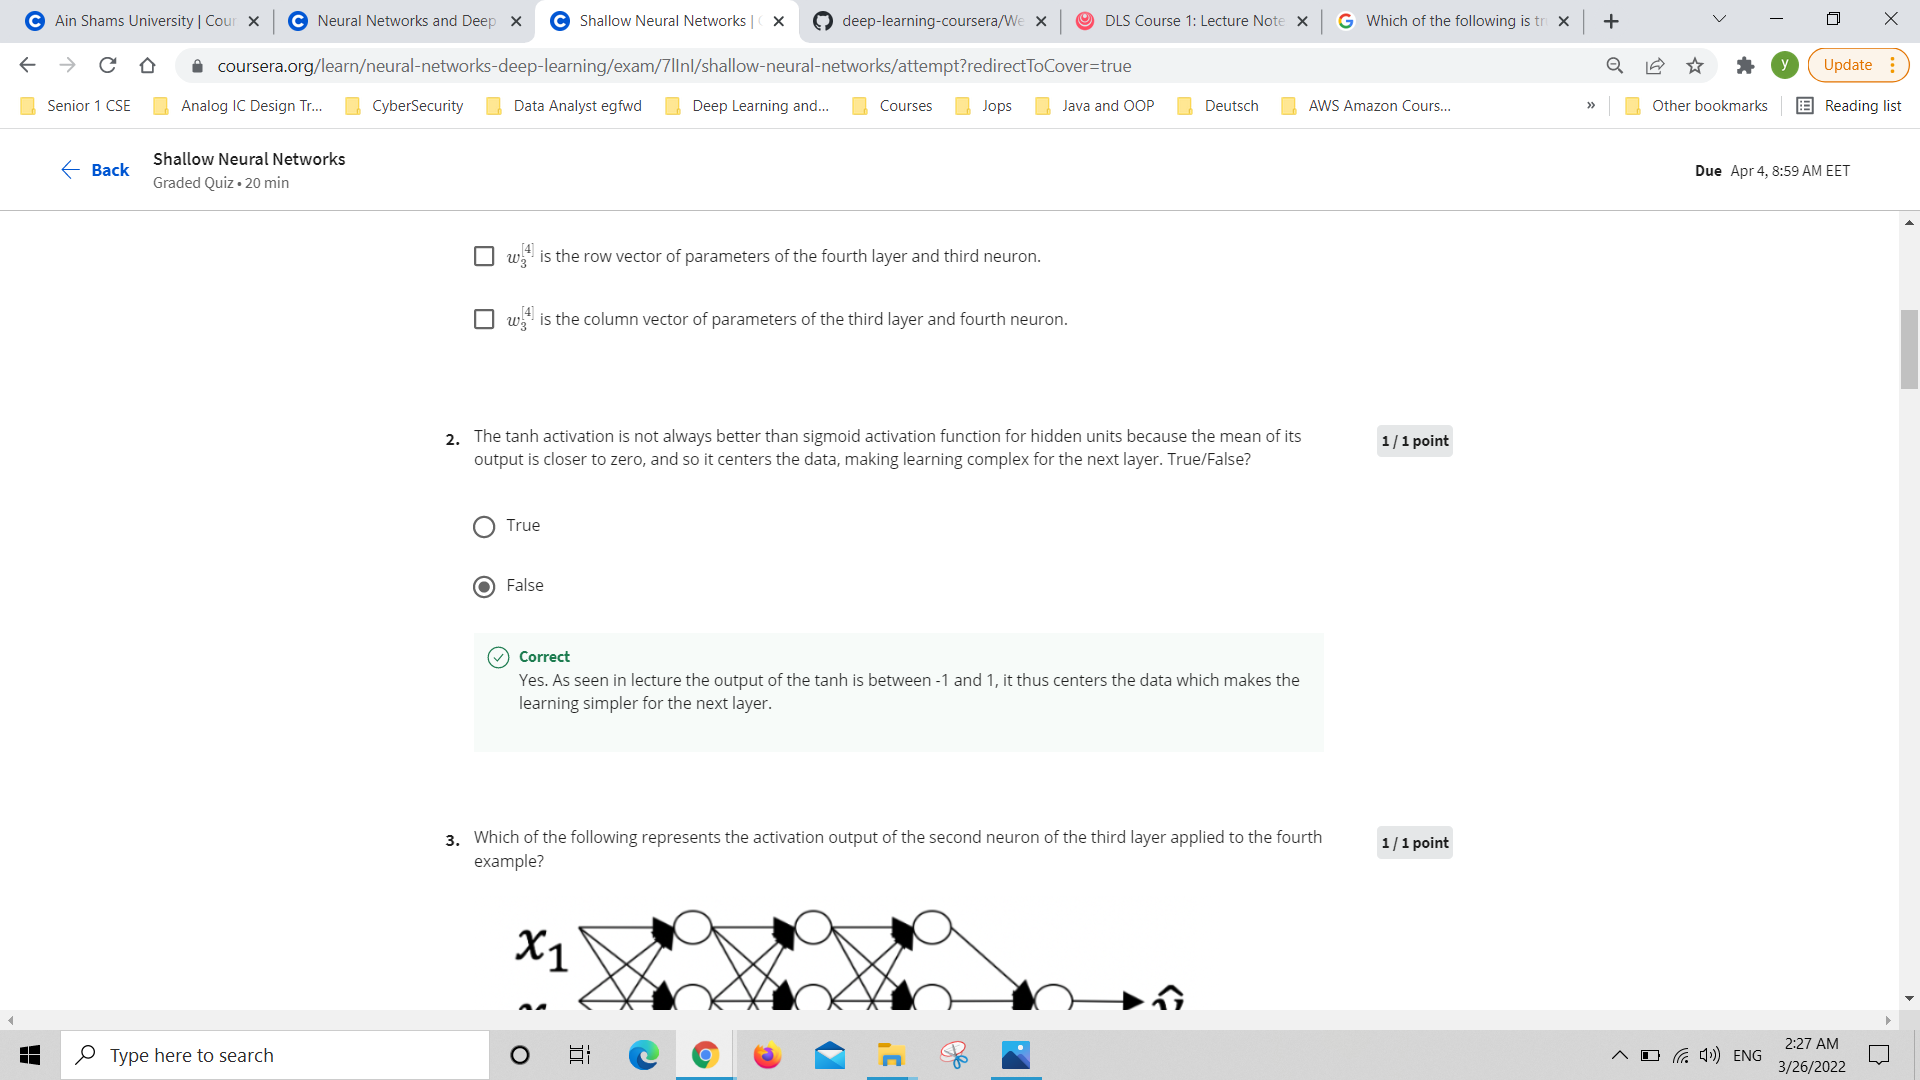 Ain Shams University | Cour
Neural Networks and Deep
Shallow Neural Networks |
deep-learning-coursera/We
DLS Course 1: Lecture Note
Which of the following is tr
coursera.org/learn/neural-networks-deep-learning/exam/7lInI/shallow-neural-networks/attempt?redirectToCover=true
y
Update
Senior 1 CSE
Analog IC Design Tr...
CyberSecurity
Data Analyst egfwd
Deep Learning and...
Courses
Jops
Java and OOP
Deutsch
AWS Amazon Cours...
»
Other bookmarks
Reading list
Back
Shallow Neural Networks
Graded Quiz • 20 min
Due Apr 4, 8:59 AM EET
w_3^{[4]} is the row vector of parameters of the fourth layer and third neuron.
w_3^{[4]} is the column vector of parameters of the third layer and fourth neuron.
2. The tanh activation is not always better than sigmoid activation function for hidden units because the mean of its
output is closer to zero, and so it centers the data, making learning complex for the next layer. True/False?
1 / 1 point
True
False
Correct
Yes. As seen in lecture the output of the tanh is between -1 and 1, it thus centers the data which makes the
learning simpler for the next layer.
3. Which of the following represents the activation output of the second neuron of the third layer applied to the fourth
example?
1 / 1 point
x_1
Type here to search
ENG
2:27 AM
3/26/2022